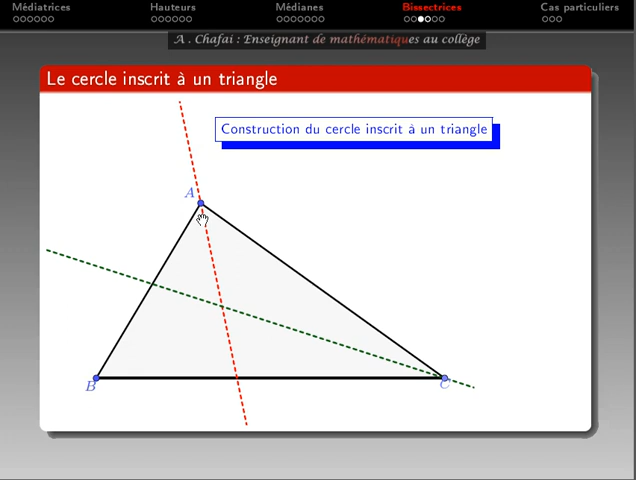 Médiatrices Hauteurs Médianes Bissectrices Cas particuliers
A . Chafai : Enseignant de mathématiques au collège
Le cercle inscrit à un triangle
Construction du cercle inscrit à un triangle
A
B
C